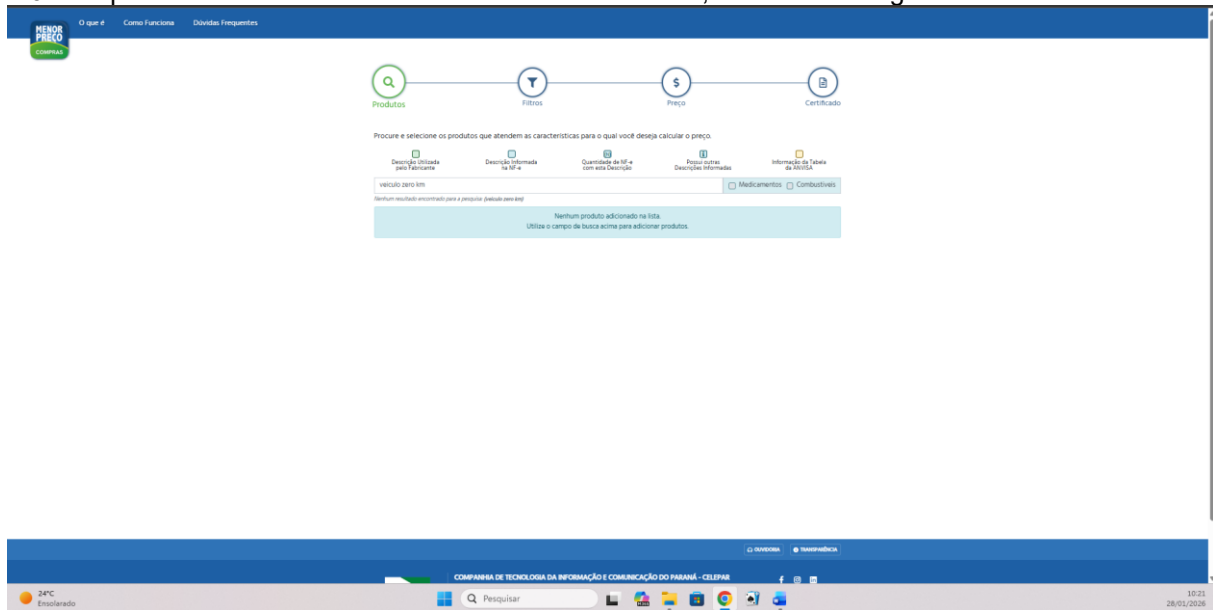 O que é Como Funciona Dúvidas Frequentes
MENOR
PREÇO
COMPRAS
Produtos Filtros Preço Certificado
Procure e selecione os produtos que atendem as características para o qual você deseja calcular o preço.
Descrição Utilizada Descrição Informada Quantidade de NF-e Possui outras Informação da Tabela
pelo Fabricante na NF-e com esta Descrição Descrições Informadas da ANVISA
veiculo zero km Medicamentos Combustíveis
Nenhum resultado encontrado para a pesquisa: (veiculo zero km)
Nenhum produto adicionado na lista.
Utilize o campo de busca acima para adicionar produtos.
OUVIDORIA TRANSPARÊNCIA
COMPANHIA DE TECNOLOGIA DA INFORMAÇÃO E COMUNICAÇÃO DO PARANÁ - CELEPAR
24°C
Ensolarado
Pesquisar
10:21
28/01/2026